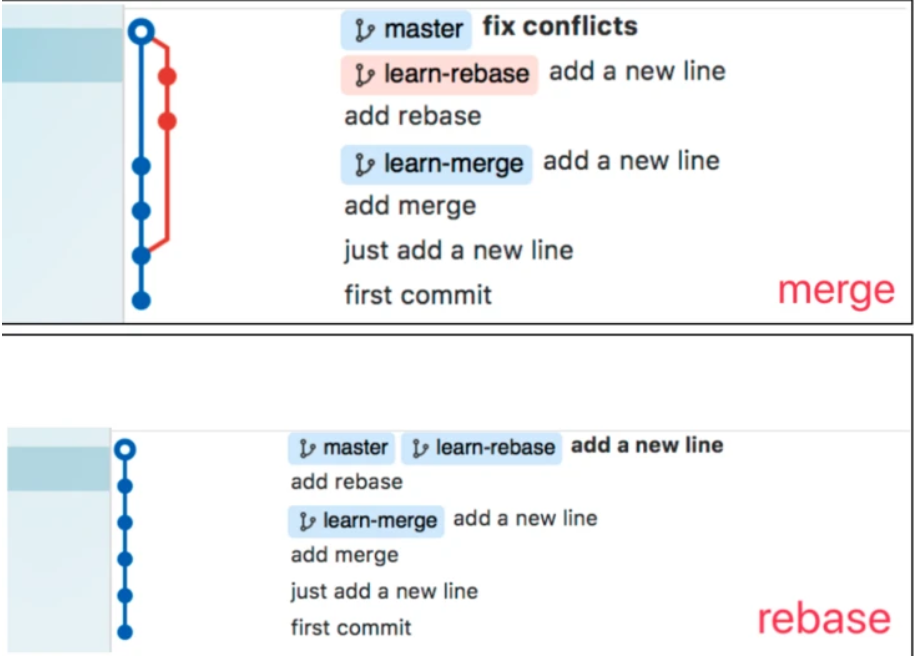 master fix conflicts
learn-rebase add a new line
add rebase
learn-merge add a new line
add merge
just add a new line
first commit
merge
master learn-rebase add a new line
add rebase
learn-merge add a new line
add merge
just add a new line
first commit
rebase